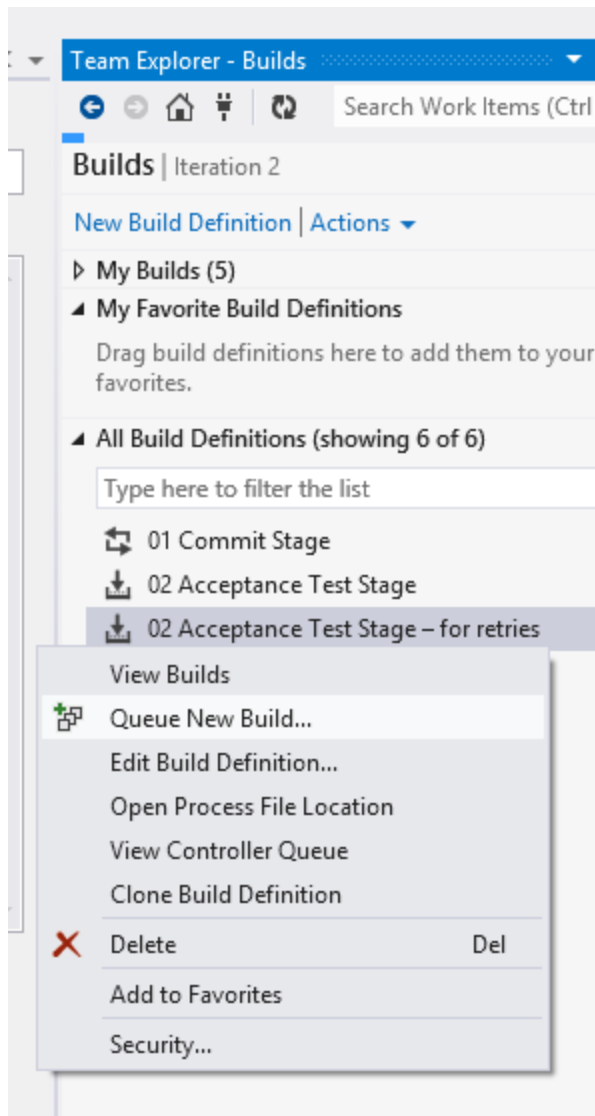 Team Explorer - Builds
Search Work Items (Ctrl
Builds | Iteration 2
New Build Definition | Actions
My Builds (5)
My Favorite Build Definitions
Drag build definitions here to add them to your
favorites.
All Build Definitions (showing 6 of 6)
Type here to filter the list
01 Commit Stage
02 Acceptance Test Stage
02 Acceptance Test Stage – for retries
View Builds
Queue New Build...
Edit Build Definition...
Open Process File Location
View Controller Queue
Clone Build Definition
Delete Del
Add to Favorites
Security...